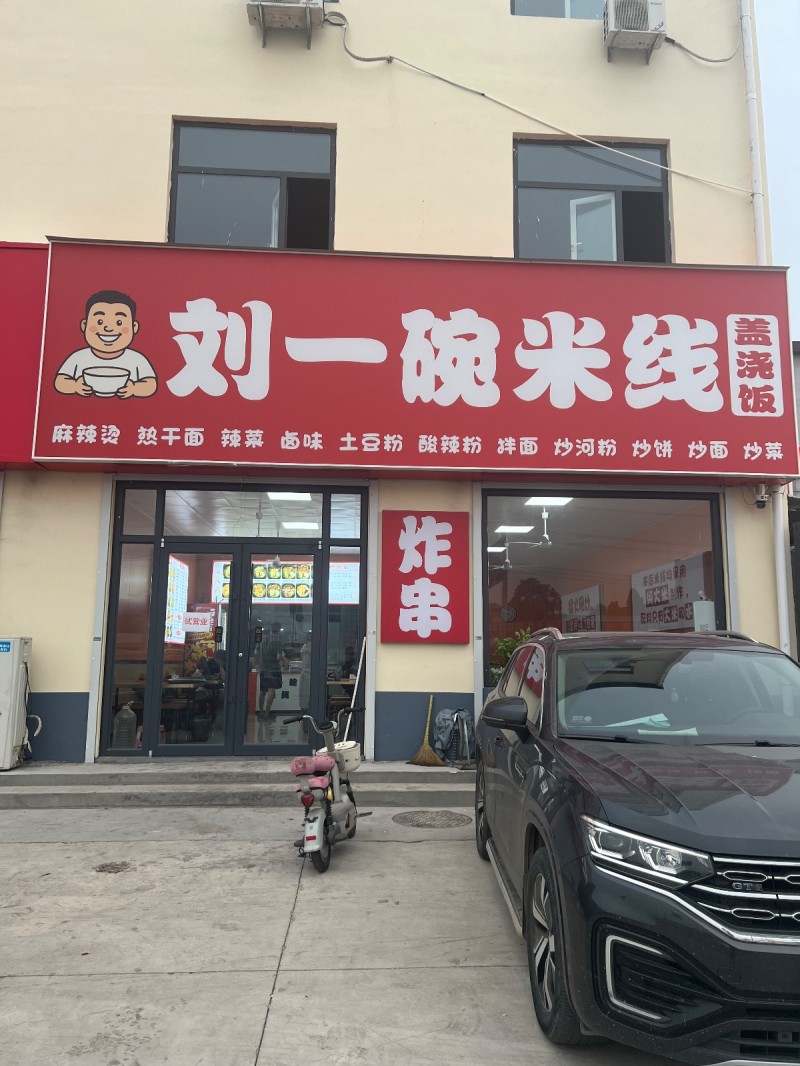 刘一碗米线
盖浇饭
麻辣烫 热干面 辣菜 卤味 土豆粉 酸辣粉 拌面 炒河粉 炒饼 炒面 炒菜
炸串
试营业
GTE